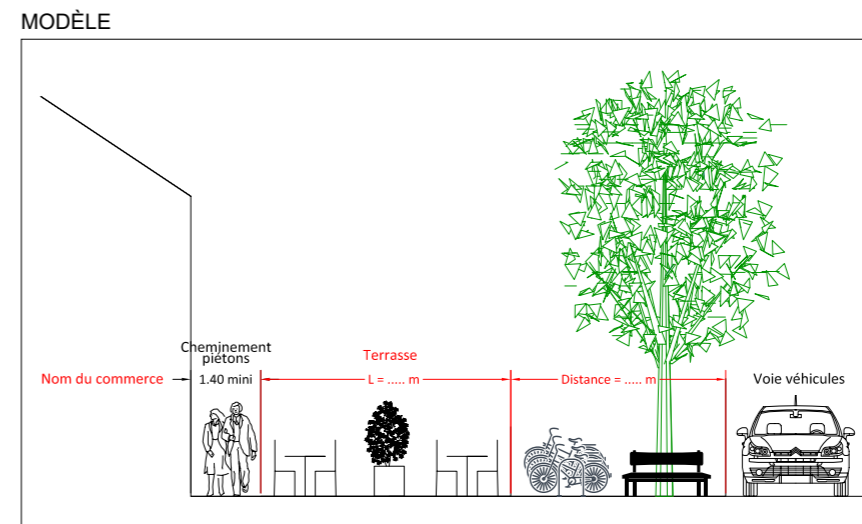 MODÈLE
Cheminement
piétons
Terrasse
Nom du commerce
1.40 mini
L = ..... m
Distance = ..... m
Voie véhicules